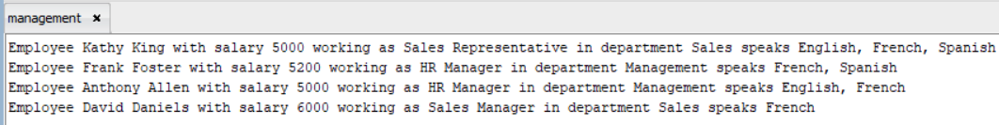 management ×
Employee Kathy King with salary 5000 working as Sales Representative in department Sales speaks English, French, Spanish
Employee Frank Foster with salary 5200 working as HR Manager in department Management speaks French, Spanish
Employee Anthony Allen with salary 5000 working as HR Manager in department Management speaks English, French
Employee David Daniels with salary 6000 working as Sales Manager in department Sales speaks French